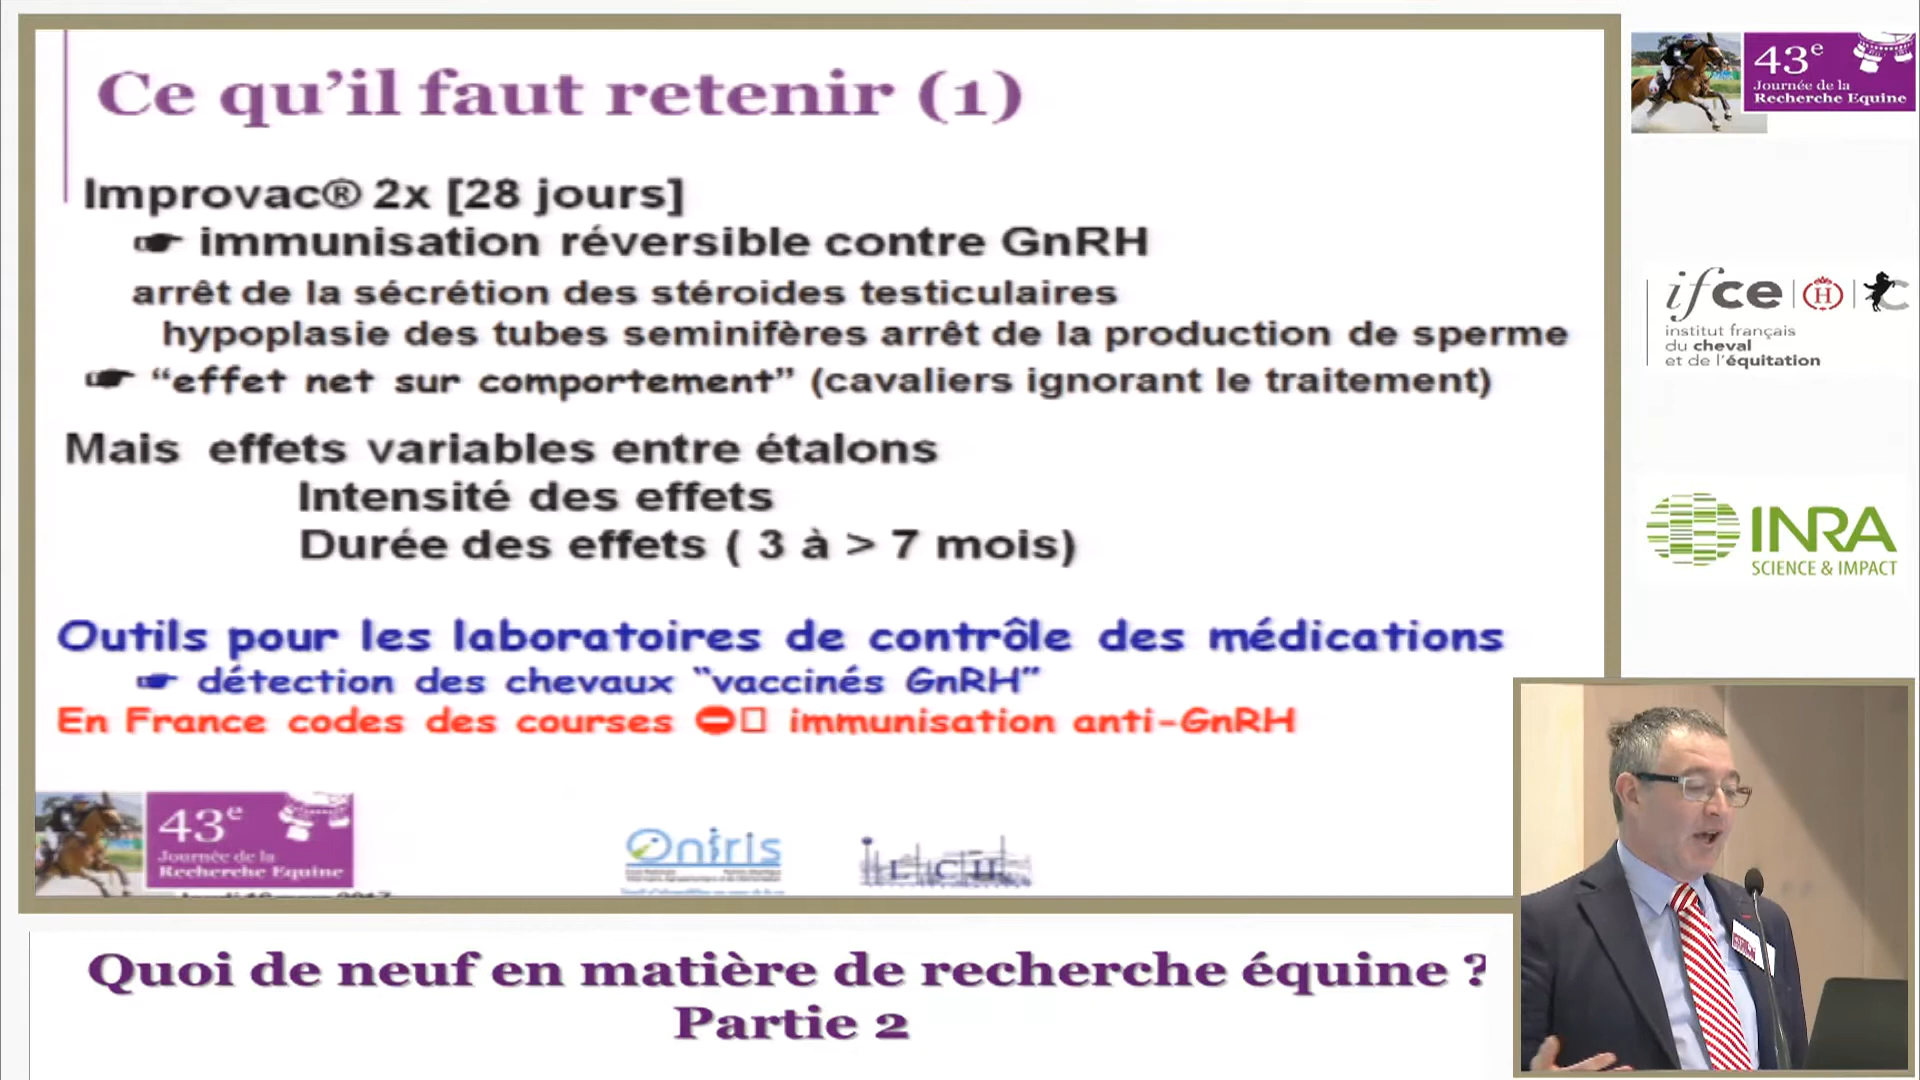 Ce qu’il faut retenir (1)
Improvac® 2x [28 jours]
☛ immunisation réversible contre GnRH
arrêt de la sécrétion des stéroides testiculaires
hypoplasie des tubes seminifères arrêt de la production de sperme
☛ “effet net sur comportement” (cavaliers ignorant le traitement)
Mais effets variables entre étalons
Intensité des effets
Durée des effets ( 3 à > 7 mois)
Outils pour les laboratoires de contrôle des médications
☛ détection des chevaux “vaccinés GnRH”
En France codes des courses ⛔ immunisation anti-GnRH
43e
Journée de la
Recherche Equine
Oniris
LCH
43e
Journée de la
Recherche Equine
ifce | H | C
institut français
du cheval
et de l’équitation
INRA
SCIENCE & IMPACT
Quoi de neuf en matière de recherche équine ?
Partie 2